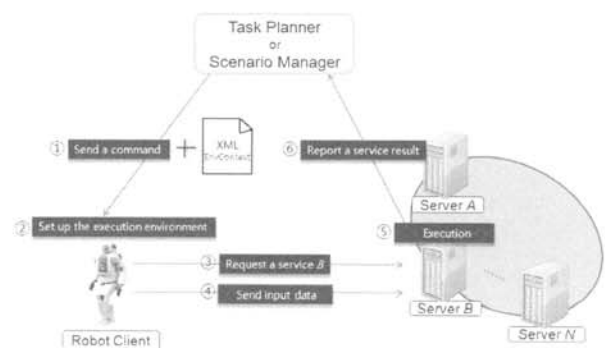 Task Planner
or
Scenario Manager
① Send a command
+
XML
EnvContext
⑥ Report a service result
Server A
② Set up the execution environment
⑤ Execution
③ Request a service B
④ Send input data
......
Server B
Robot Client
Server N